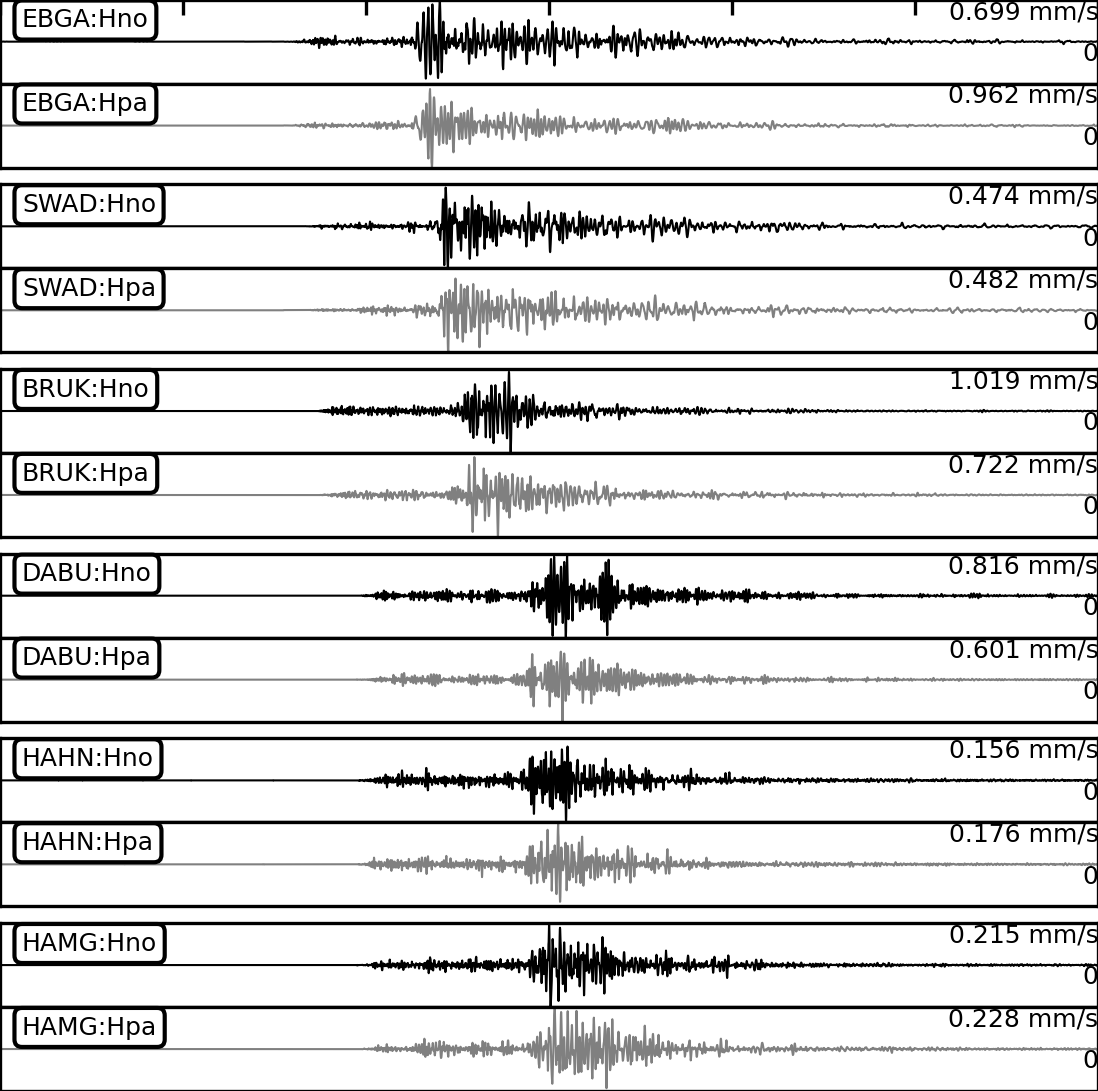 EBGA:Hno 0.699 mm/s
0
EBGA:Hpa 0.962 mm/s
0
SWAD:Hno 0.474 mm/s
0
SWAD:Hpa 0.482 mm/s
0
BRUK:Hno 1.019 mm/s
0
BRUK:Hpa 0.722 mm/s
0
DABU:Hno 0.816 mm/s
0
DABU:Hpa 0.601 mm/s
0
HAHN:Hno 0.156 mm/s
0
HAHN:Hpa 0.176 mm/s
0
HAMG:Hno 0.215 mm/s
0
HAMG:Hpa 0.228 mm/s
0